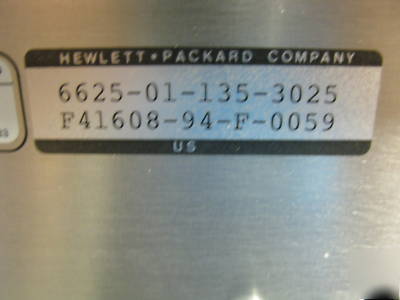 HEWLETT•PACKARD COMPANY
6625-01-135-3025
F41608-94-F-0059
US